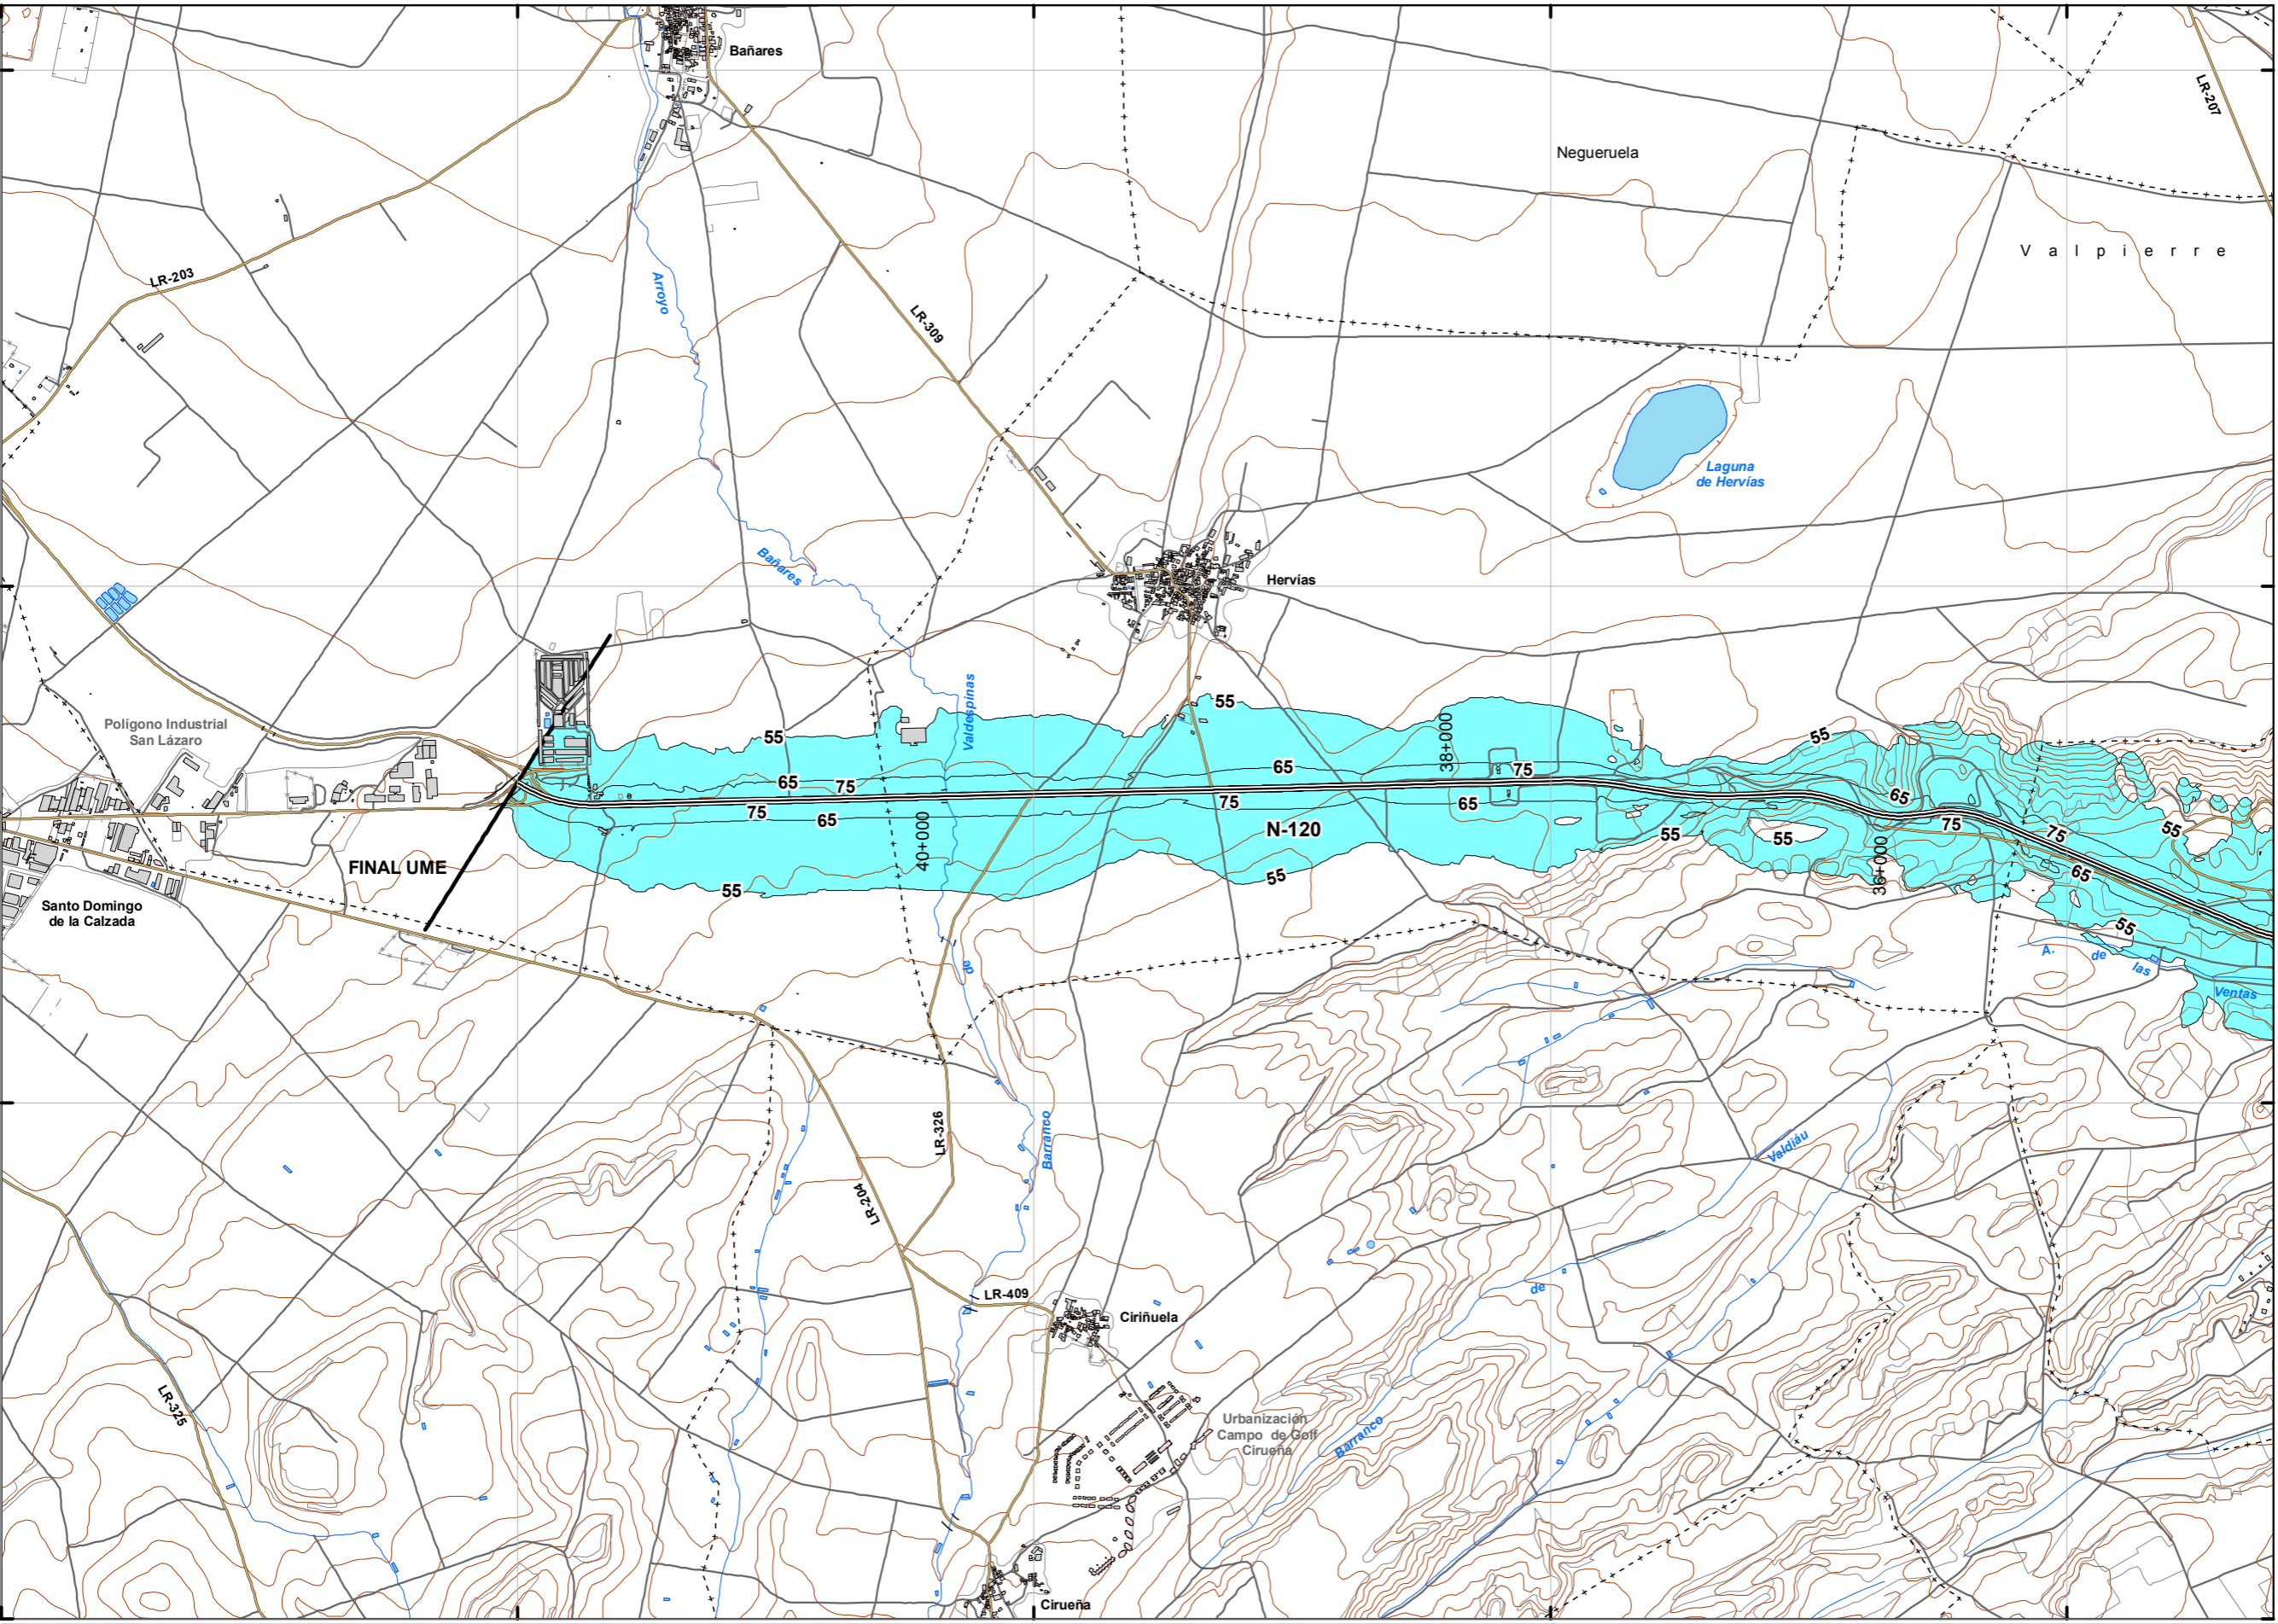 Bañares
LR-207
Negueruela
Valpierre
LR-203
Arroyo
LR-309
Laguna
de Hervías
Bañares
Hervías
Valdespinas
Polígono Industrial
San Lázaro
55
55
38+000
55
65
75
65
75
65
75
65
75
75
65
75
65
N-120
40+000
55
55
36+000
75
55
65
FINAL UME
55
55
Santo Domingo
de la Calzada
55
de
A. de las
Ventas
LR-326
Barranco
Valdiáu
LR-204
de
LR-409
Ciriñuela
LR-325
Urbanización
Campo de Golf
Cirueña
Barranco
Cirueña